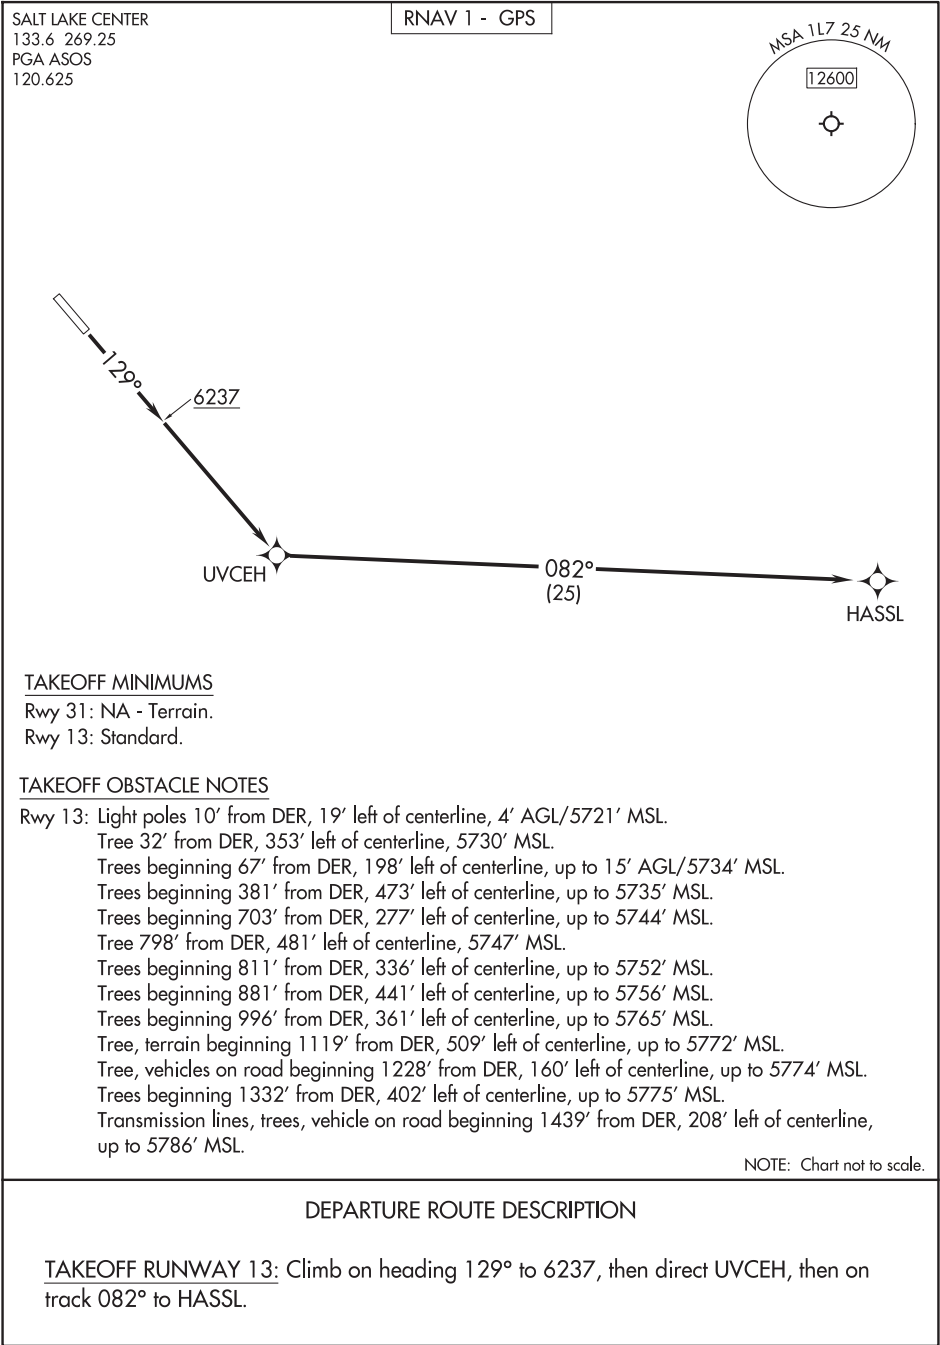 SALT LAKE CENTER
133.6 269.25
PGA ASOS
120.625
RNAV 1 - GPS
MSA 1L7 25 NM
12600
129°
6237
UVCEH
082°
(25)
HASSL
TAKEOFF MINIMUMS
Rwy 31: NA - Terrain.
Rwy 13: Standard.
TAKEOFF OBSTACLE NOTES
Rwy 13: Light poles 10' from DER, 19' left of centerline, 4' AGL/5721' MSL.
Tree 32' from DER, 353' left of centerline, 5730' MSL.
Trees beginning 67' from DER, 198' left of centerline, up to 15' AGL/5734' MSL.
Trees beginning 381' from DER, 473' left of centerline, up to 5735' MSL.
Trees beginning 703' from DER, 277' left of centerline, up to 5744' MSL.
Tree 798' from DER, 481' left of centerline, 5747' MSL.
Trees beginning 811' from DER, 336' left of centerline, up to 5752' MSL.
Trees beginning 881' from DER, 441' left of centerline, up to 5756' MSL.
Trees beginning 996' from DER, 361' left of centerline, up to 5765' MSL.
Tree, terrain beginning 1119' from DER, 509' left of centerline, up to 5772' MSL.
Tree, vehicles on road beginning 1228' from DER, 160' left of centerline, up to 5774' MSL.
Trees beginning 1332' from DER, 402' left of centerline, up to 5775' MSL.
Transmission lines, trees, vehicle on road beginning 1439' from DER, 208' left of centerline,
up to 5786' MSL.
NOTE: Chart not to scale.
DEPARTURE ROUTE DESCRIPTION
TAKEOFF RUNWAY 13: Climb on heading 129° to 6237, then direct UVCEH, then on
track 082° to HASSL.